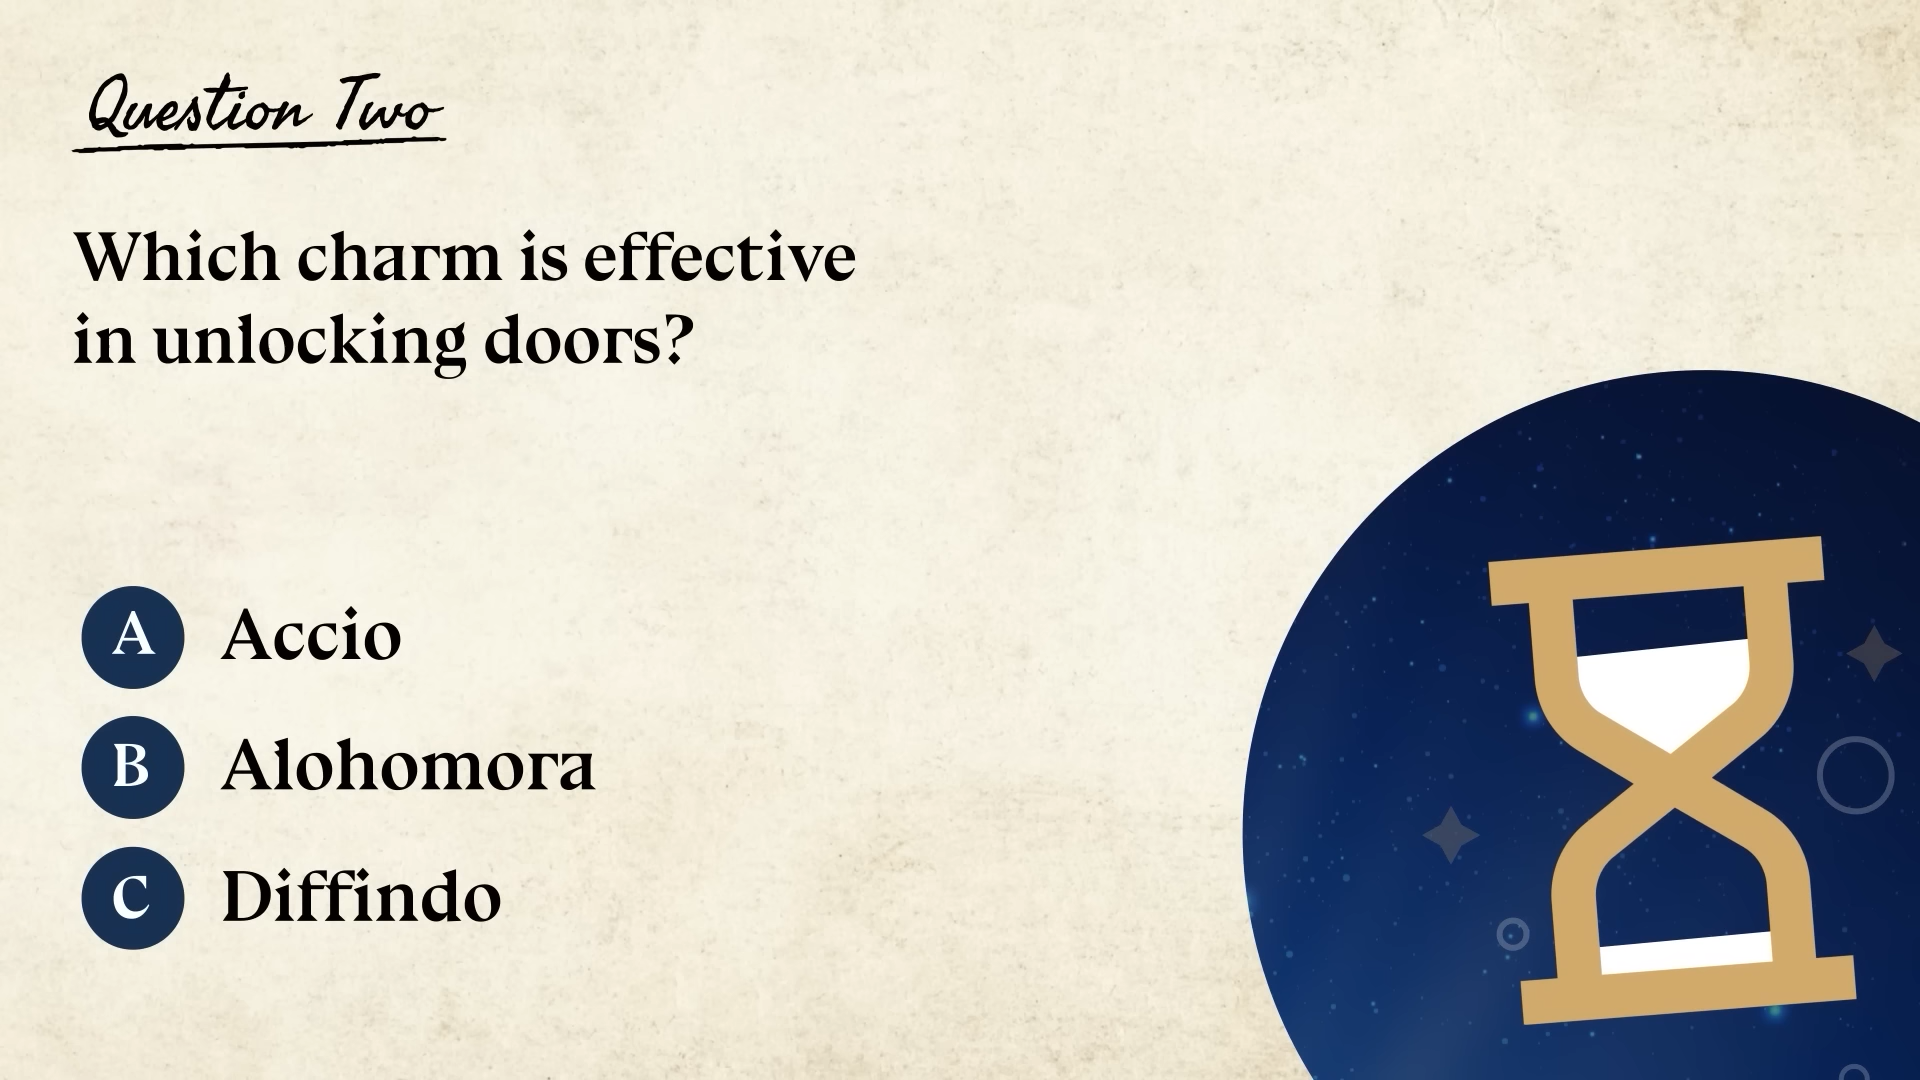 Question Two
Which charm is effective
in unlocking doors?
A Accio
B Alohomora
C Diffindo